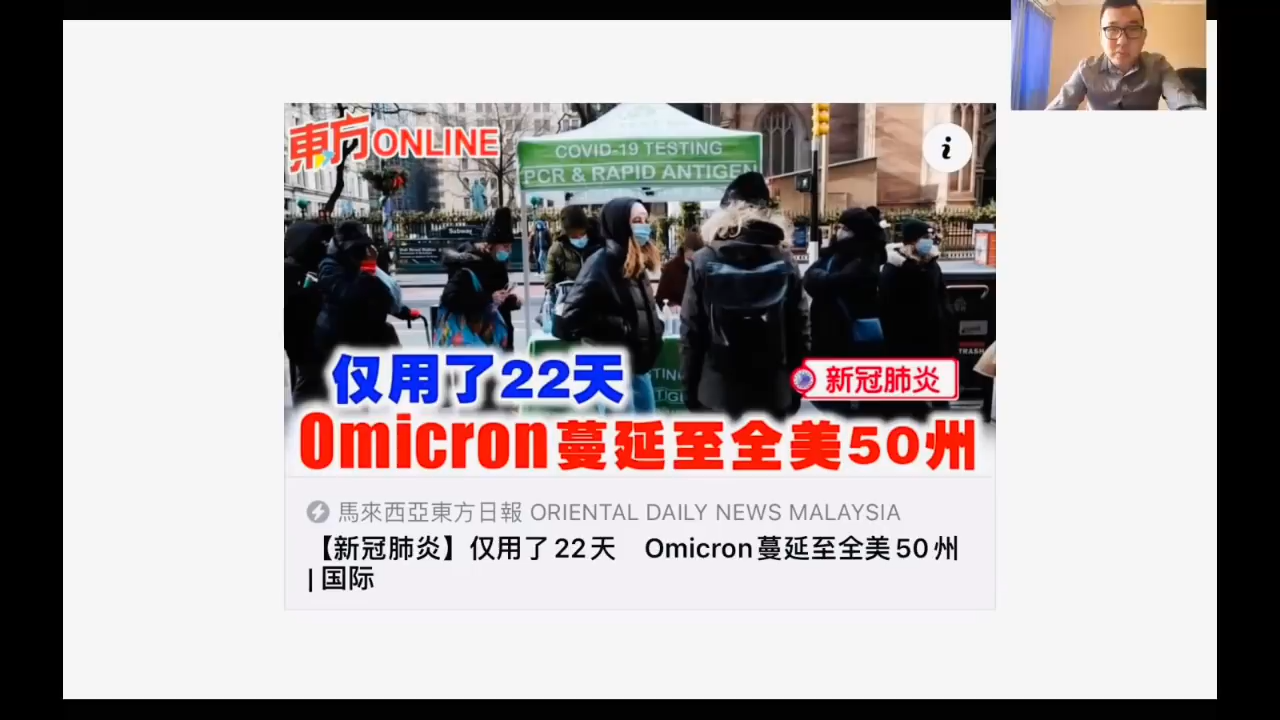 東方ONLINE
COVID-19 TESTING
PCR & RAPID ANTIGEN
Subway
TRASH
仅用了22天
新冠肺炎
Omicron蔓延至全美50州
馬來西亞東方日報 ORIENTAL DAILY NEWS MALAYSIA
【新冠肺炎】仅用了22天 Omicron蔓延至全美50州
| 国际